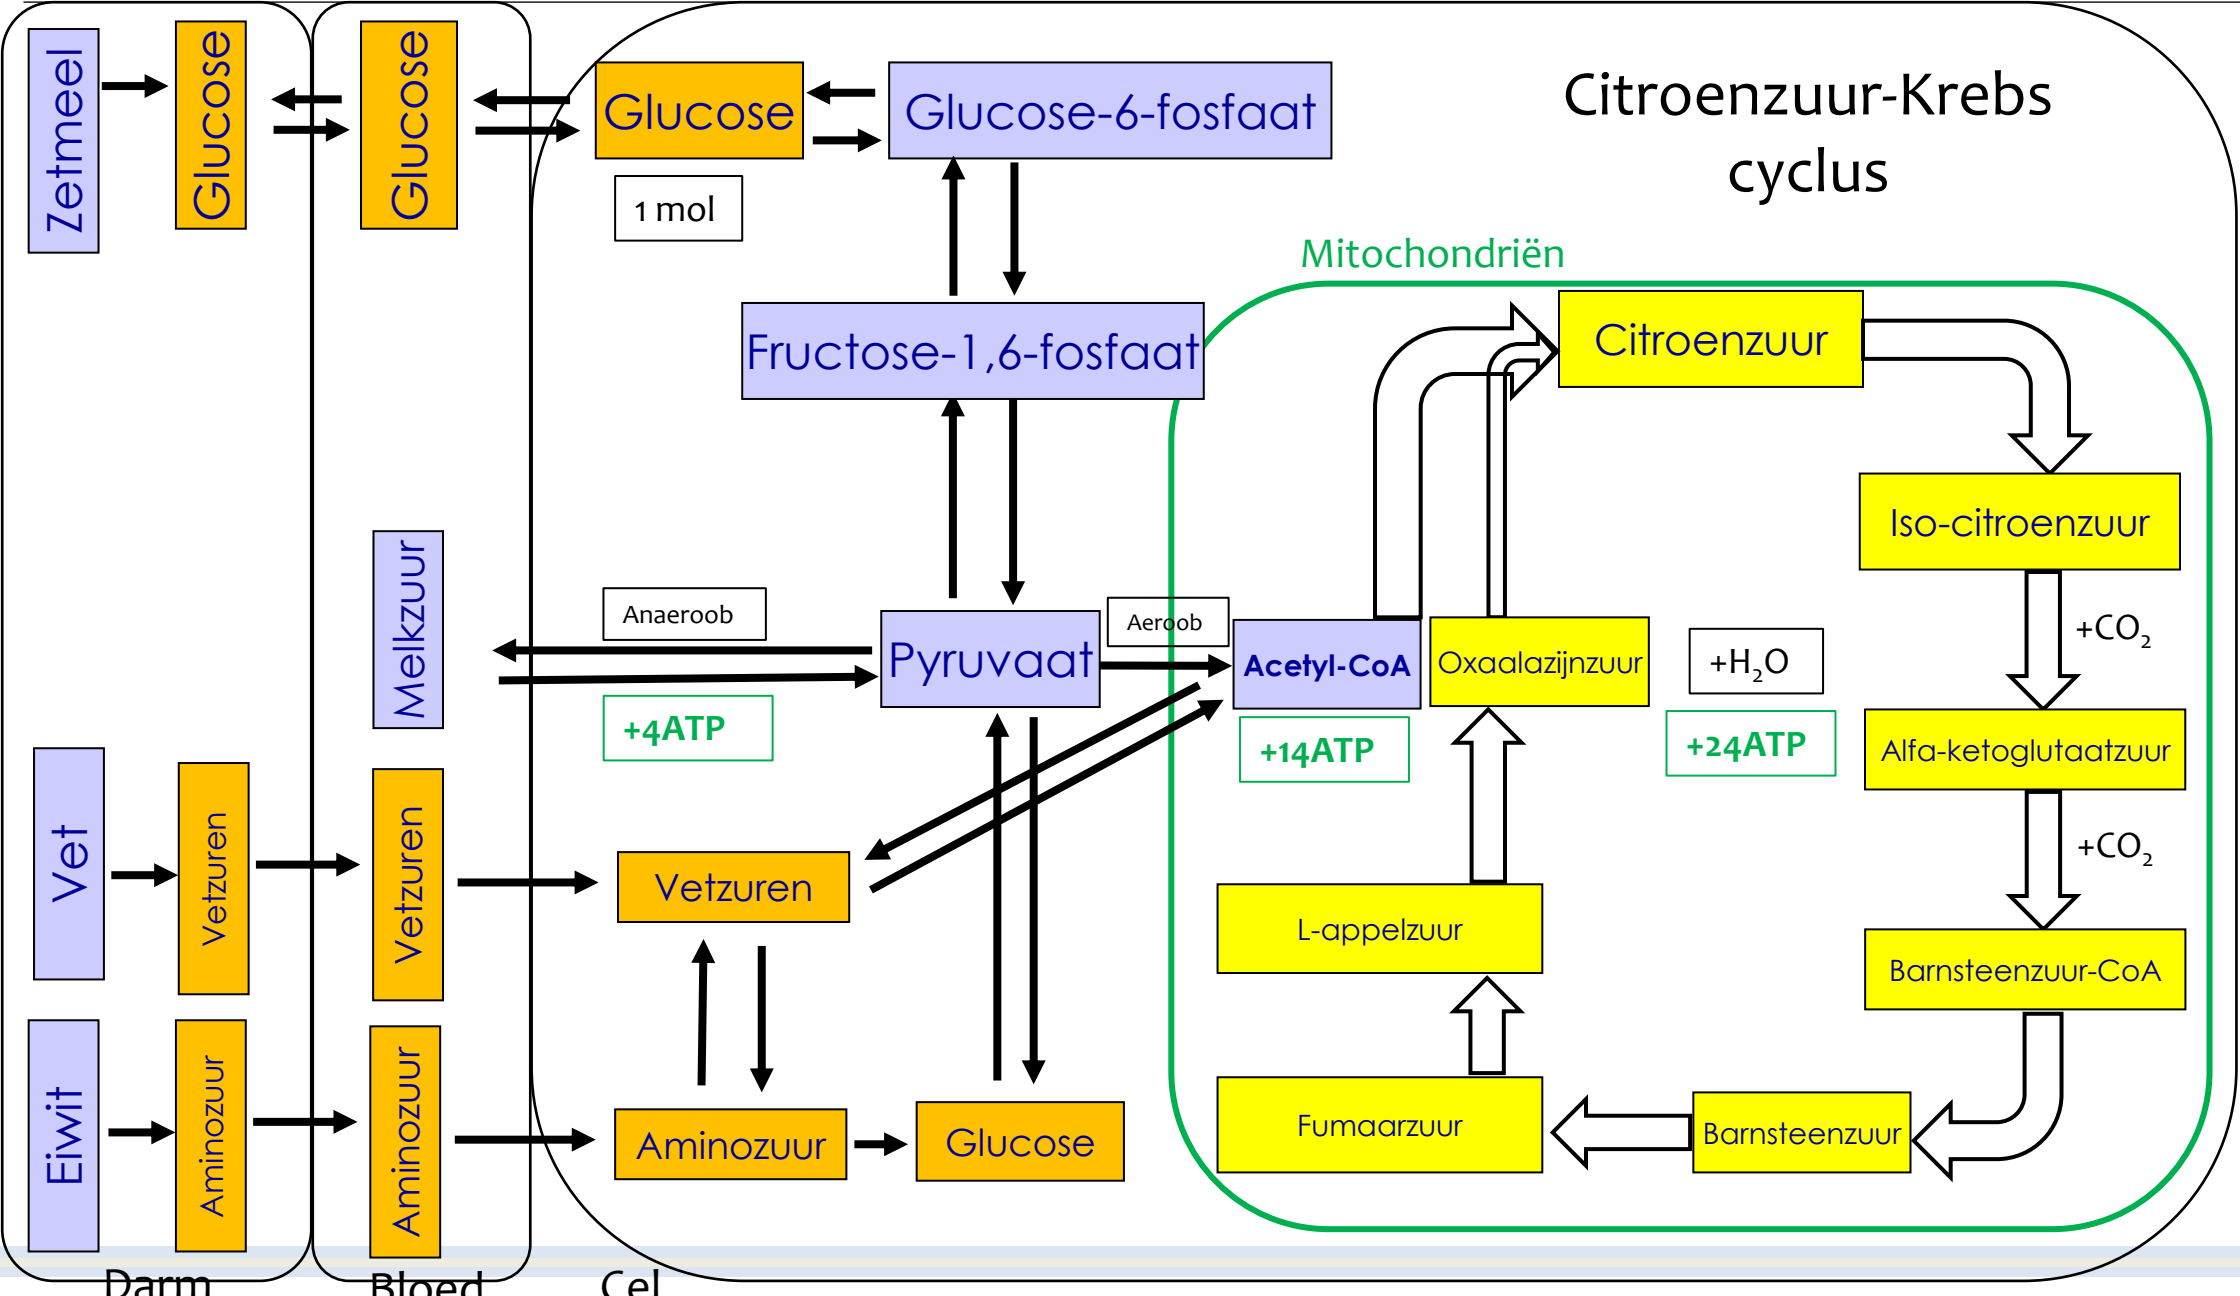 Citroenzuur-Krebs
cyclus
Zetmeel
Glucose
Glucose
Glucose
Glucose-6-fosfaat
1 mol
Mitochondriën
Fructose-1,6-fosfaat
Citroenzuur
Iso-citroenzuur
Melkzuur
Anaeroob
Pyruvaat
Aeroob
Acetyl-CoA
Oxaalazijnzuur
+H₂O
+CO₂
+4ATP
+14ATP
+24ATP
Alfa-ketoglutaatzuur
+CO₂
Vet
Vetzuren
Vetzuren
Vetzuren
L-appelzuur
Barnsteenzuur-CoA
Eiwit
Aminozuur
Aminozuur
Aminozuur
Glucose
Fumaarzuur
Barnsteenzuur
Darm
Bloed
Cel